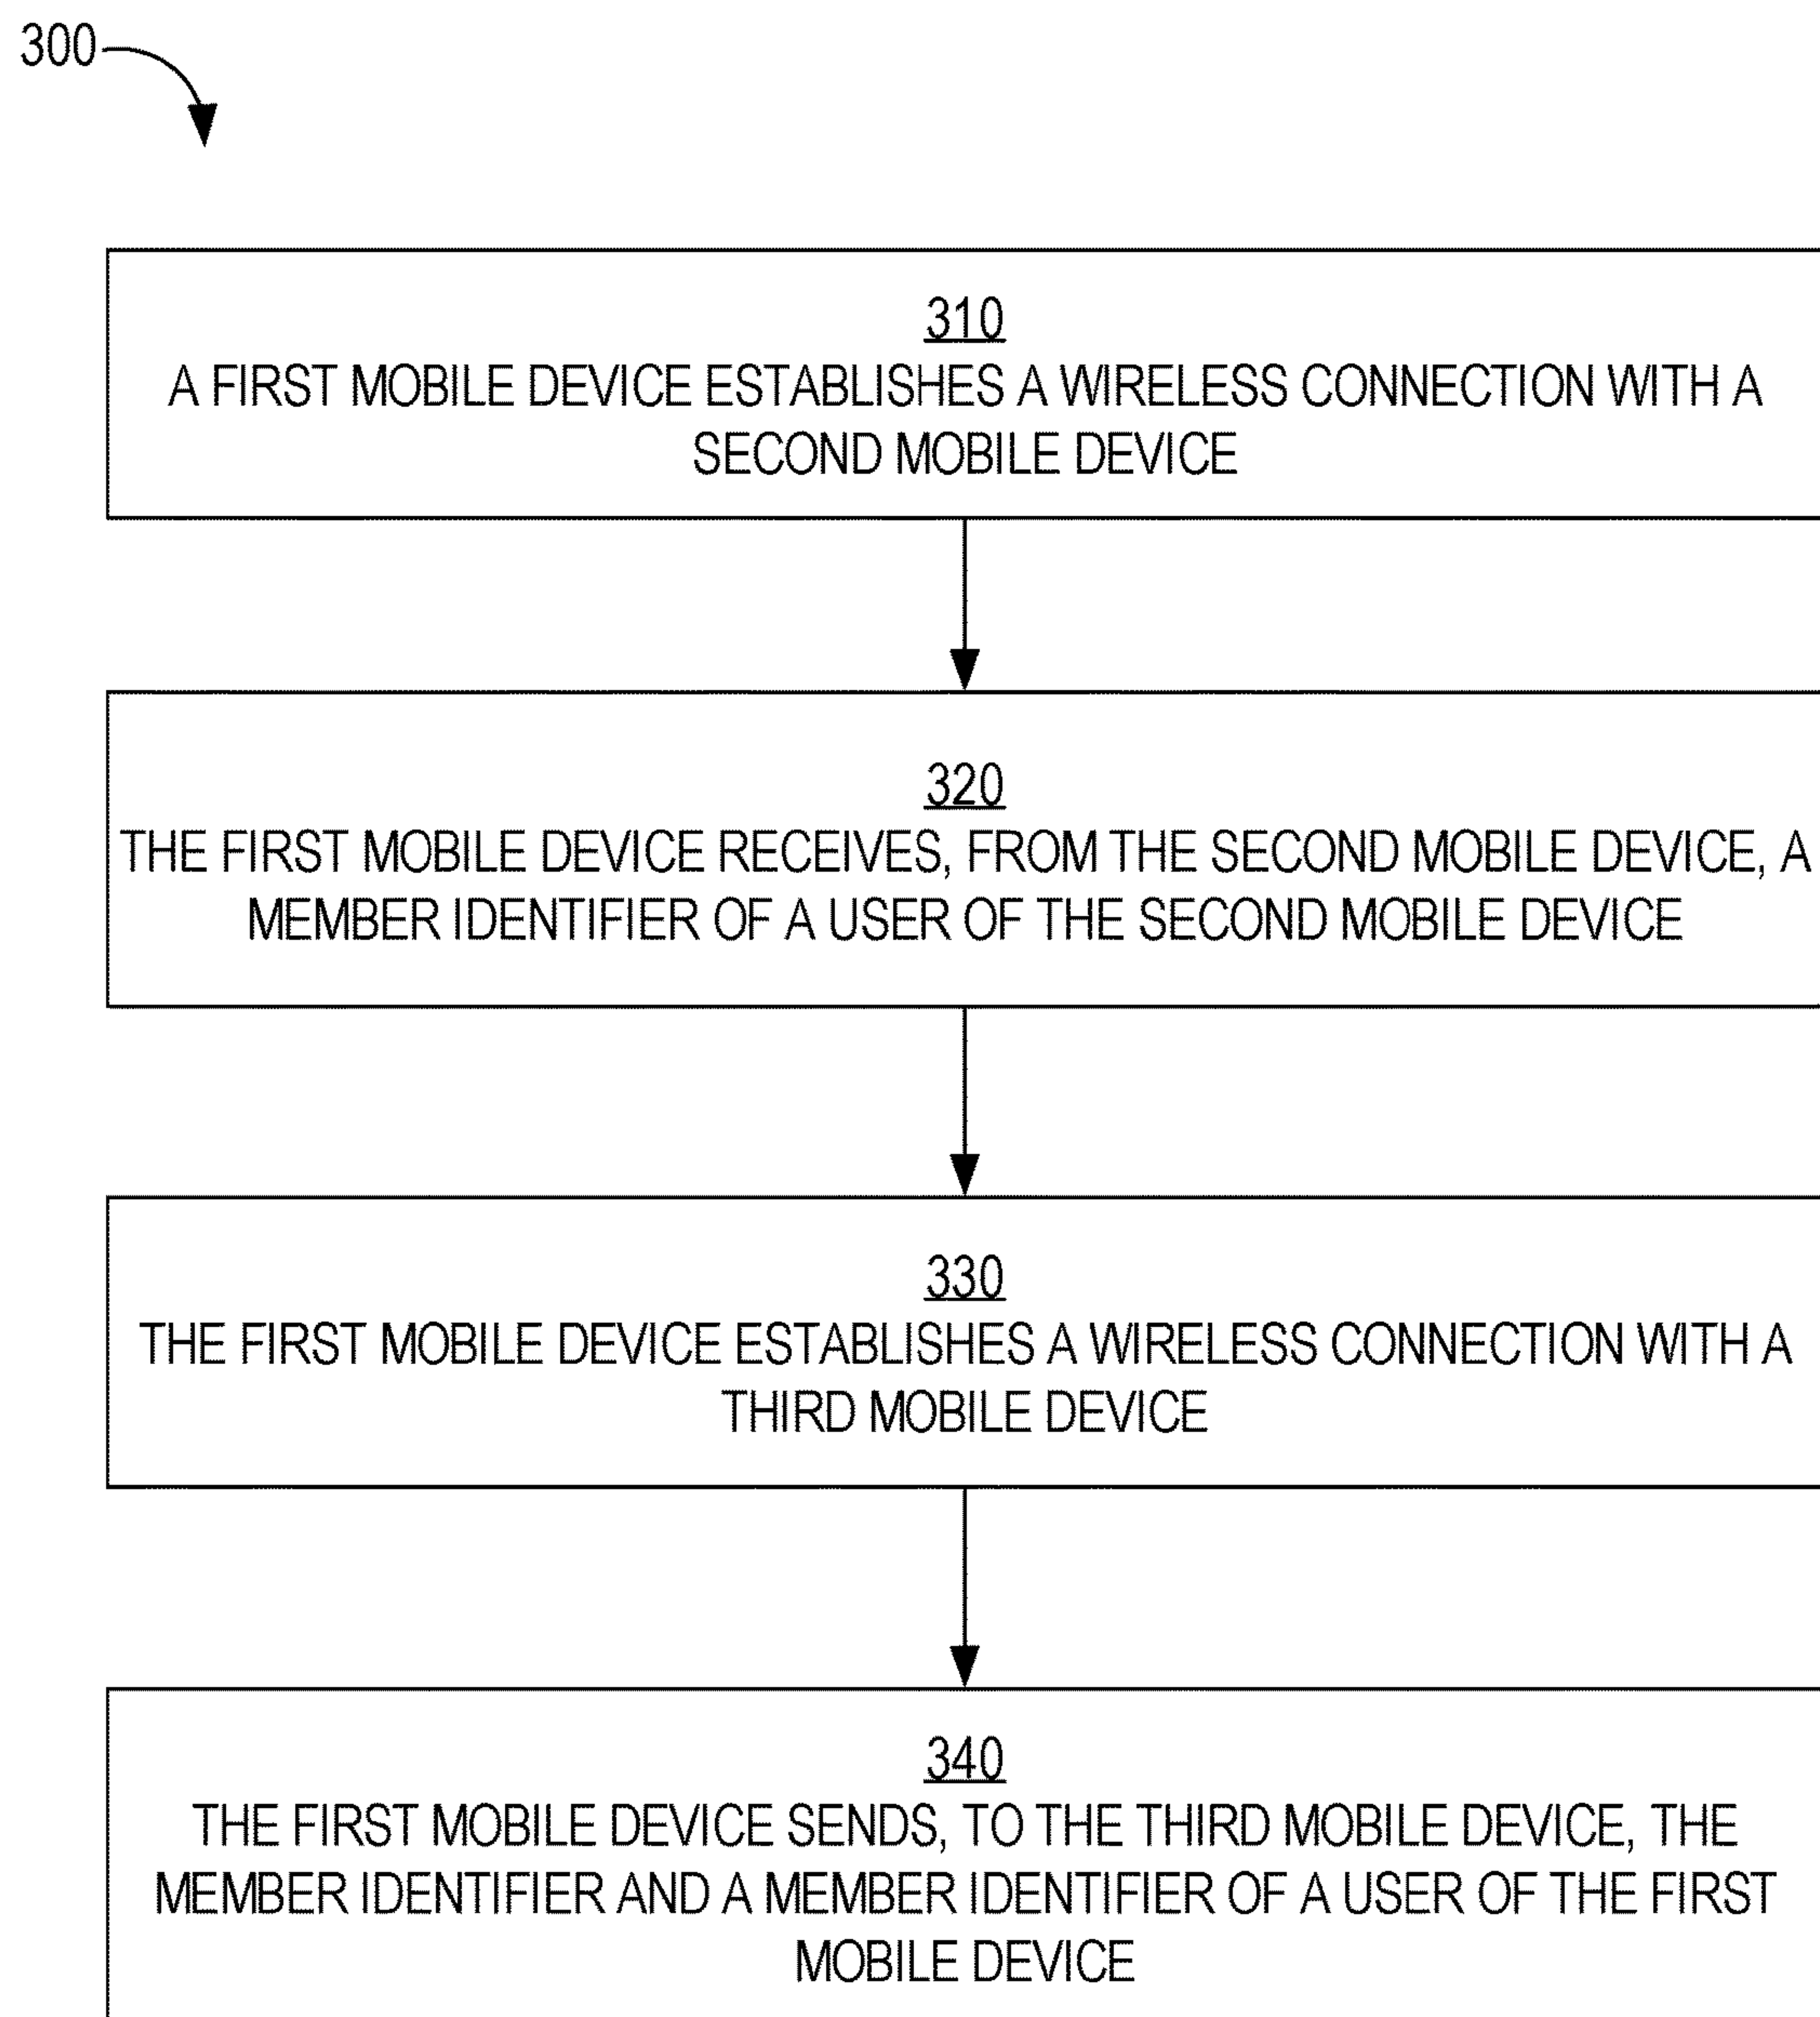 300
310
A FIRST MOBILE DEVICE ESTABLISHES A WIRELESS CONNECTION WITH A
SECOND MOBILE DEVICE
320
THE FIRST MOBILE DEVICE RECEIVES, FROM THE SECOND MOBILE DEVICE, A
MEMBER IDENTIFIER OF A USER OF THE SECOND MOBILE DEVICE
330
THE FIRST MOBILE DEVICE ESTABLISHES A WIRELESS CONNECTION WITH A
THIRD MOBILE DEVICE
340
THE FIRST MOBILE DEVICE SENDS, TO THE THIRD MOBILE DEVICE, THE
MEMBER IDENTIFIER AND A MEMBER IDENTIFIER OF A USER OF THE FIRST
MOBILE DEVICE